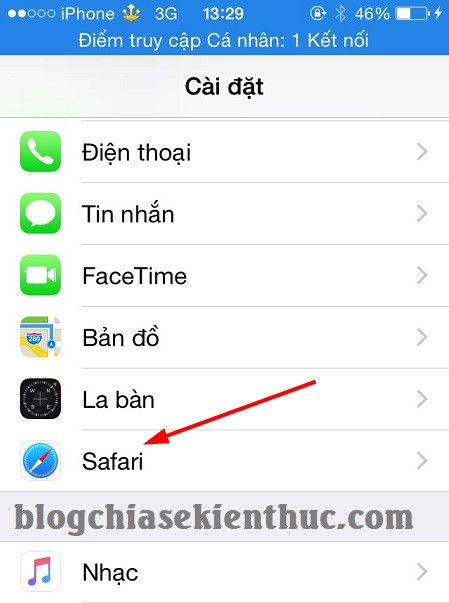 iPhone 3G 13:29 46%
Điểm truy cập Cá nhân: 1 Kết nối
Cài đặt
Điện thoại
Tin nhắn
FaceTime
280
Bản đồ
La bàn
Safari
blogchiasekienthuc.com
Nhạc